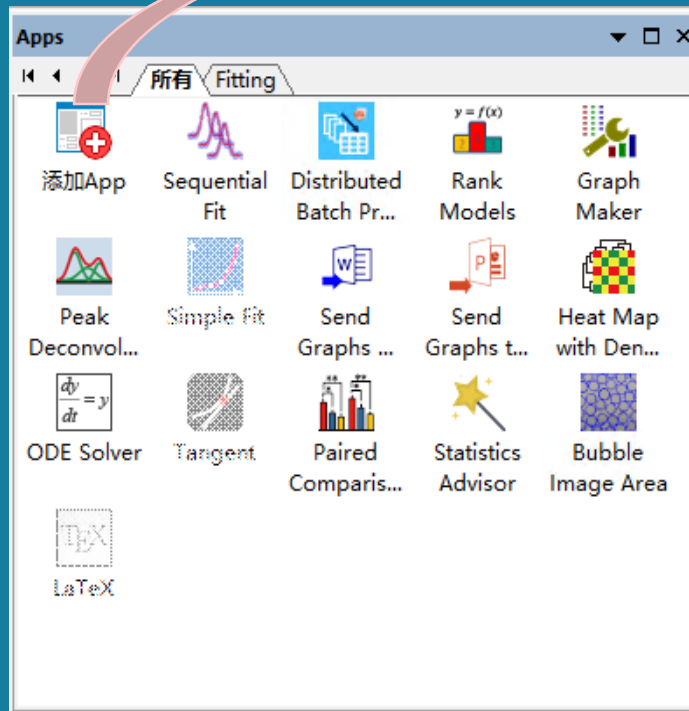 Apps
所有 Fitting
y = f(x)
添加App Sequential Fit Distributed Batch Pr... Rank Models Graph Maker
W P
Peak Deconvol... Simple Fit Send Graphs ... Send Graphs t... Heat Map with Den...
dy
dt = y
ODE Solver Tangent Paired Comparis... Statistics Advisor Bubble Image Area
TEX
LaTeX